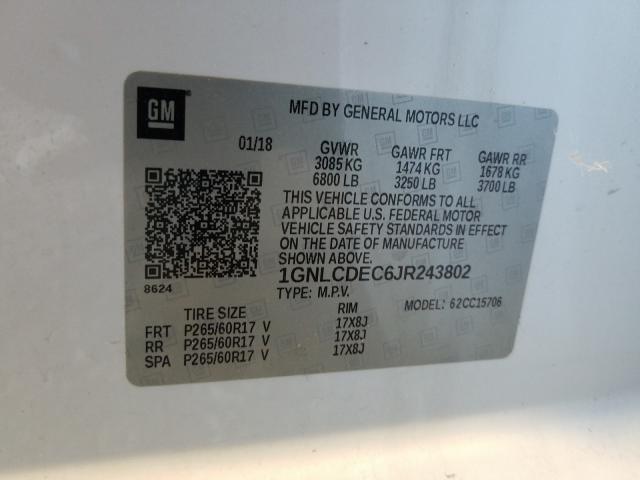 GM
MFD BY GENERAL MOTORS LLC
01/18 GVWR GAWR FRT GAWR RR
3085 KG 1474 KG 1678 KG
6800 LB 3250 LB 3700 LB
THIS VEHICLE CONFORMS TO ALL
APPLICABLE U.S. FEDERAL MOTOR
VEHICLE SAFETY STANDARDS IN EFFECT
ON THE DATE OF MANUFACTURE
SHOWN ABOVE.
1GNLCDEC6JR243802
8624
TYPE: M.P.V. MODEL: 62CC15706
TIRE SIZE RIM
FRT P265/60R17 V 17X8J
RR P265/60R17 V 17X8J
SPA P265/60R17 V 17X8J